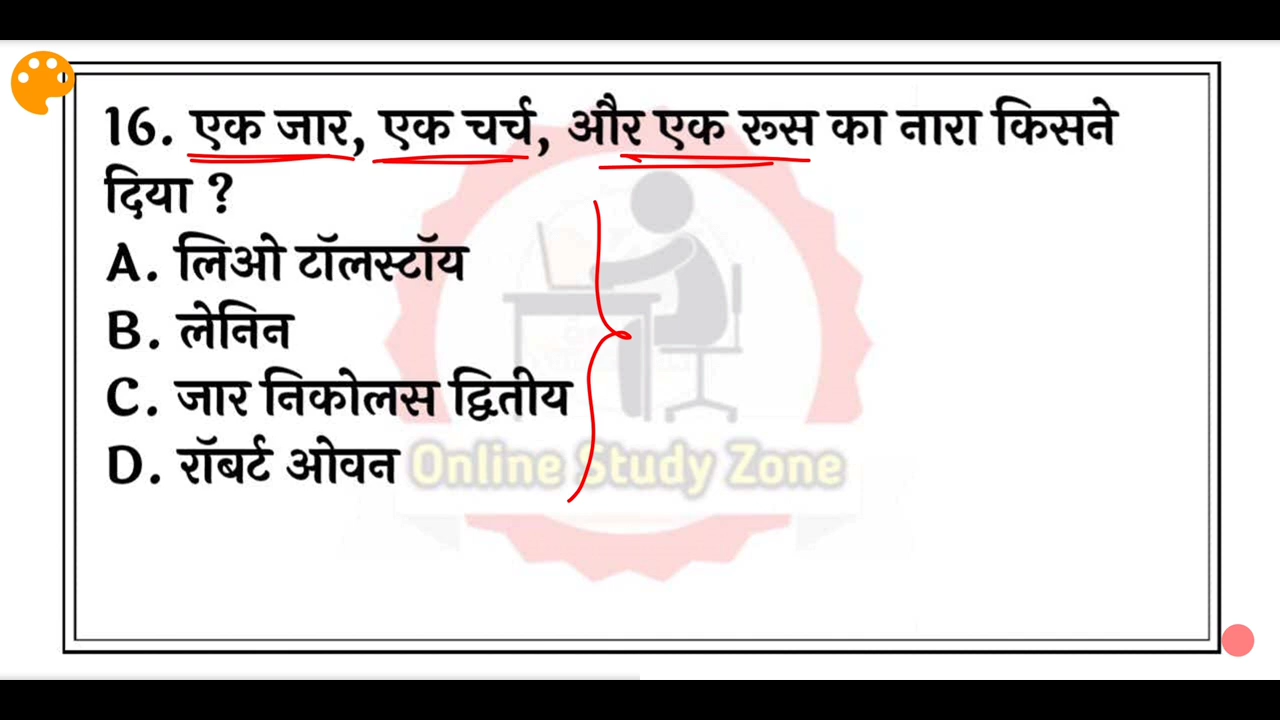 16. एक जार, एक चर्च, और एक रूस का नारा किसने
दिया ?
A. लिओ टॉलस्टॉय
B. लेनिन
C. जार निकोलस द्वितीय
D. रॉबर्ट ओवन
Online Study Zone